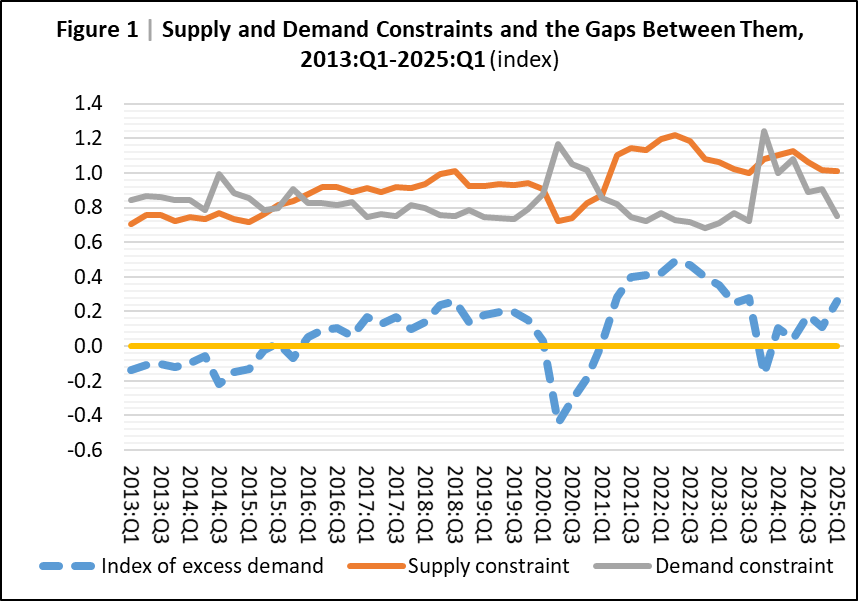 Figure 1 | Supply and Demand Constraints and the Gaps Between Them,
2013:Q1-2025:Q1 (index)
1.4
1.2
1.0
0.8
0.6
0.4
0.2
0.0
-0.2
-0.4
-0.6
2013:Q1
2013:Q3
2014:Q1
2014:Q3
2015:Q1
2015:Q3
2016:Q1
2016:Q3
2017:Q1
2017:Q3
2018:Q1
2018:Q3
2019:Q1
2019:Q3
2020:Q1
2020:Q3
2021:Q1
2021:Q3
2022:Q1
2022:Q3
2023:Q1
2023:Q3
2024:Q1
2024:Q3
2025:Q1
Index of excess demand
Supply constraint
Demand constraint